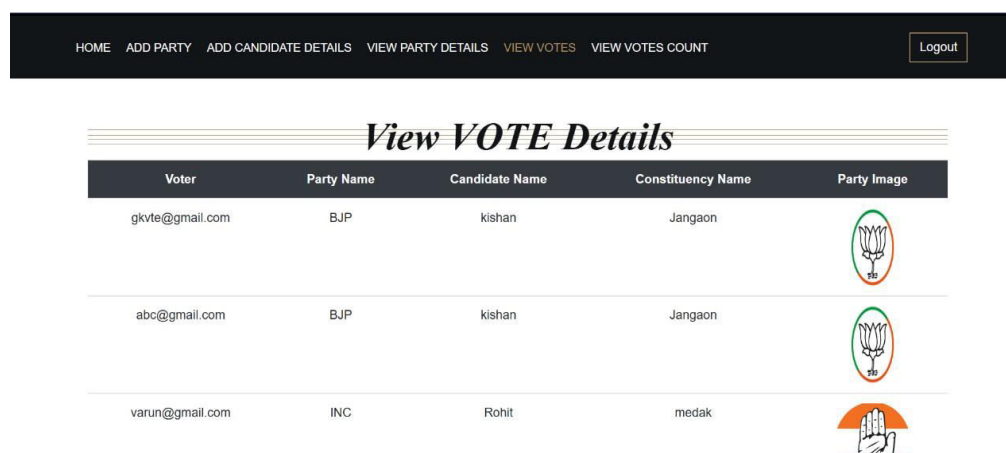 HOME ADD PARTY ADD CANDIDATE DETAILS VIEW PARTY DETAILS VIEW VOTES VIEW VOTES COUNT Logout
View VOTE Details
Voter Party Name Candidate Name Constituency Name Party Image
gkvte@gmail.com BJP kishan Jangaon
abc@gmail.com BJP kishan Jangaon
varun@gmail.com INC Rohit medak